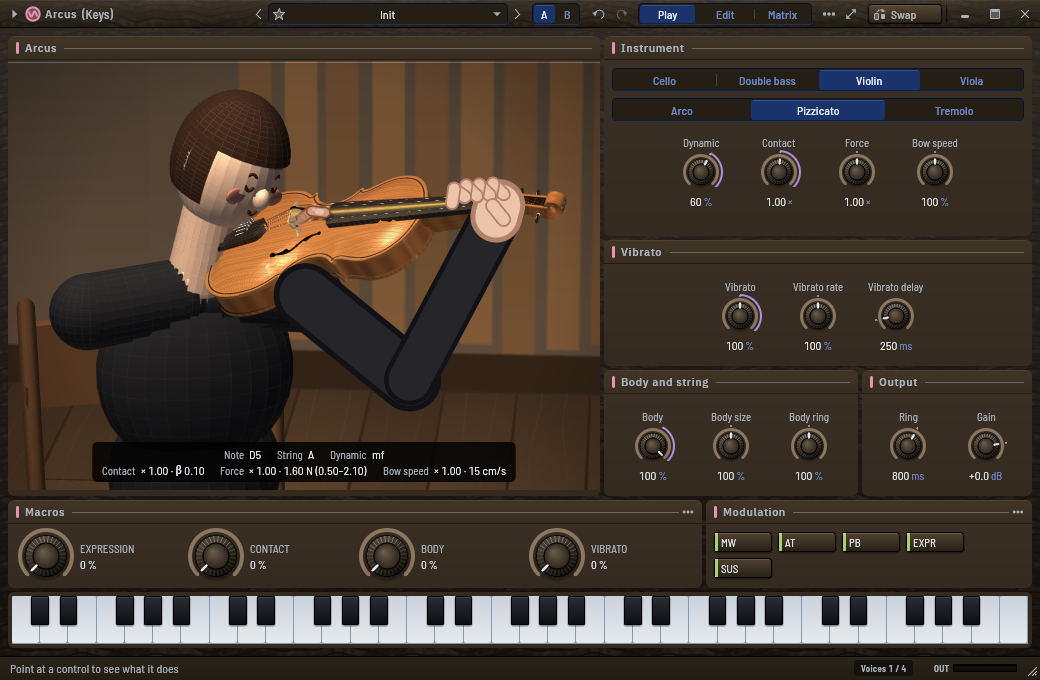 Arcus (Keys)
Init
A B
Play Edit Matrix
Swap
Arcus
Note D5 String A Dynamic mf
Contact × 1.00 · β 0.10 Force × 1.00 · 1.60 N (0.50–2.10) Bow speed × 1.00 · 15 cm/s
Instrument
Cello Double bass Violin Viola
Arco Pizzicato Tremolo
Dynamic Contact Force Bow speed
60 % 1.00 × 1.00 × 100 %
Vibrato
Vibrato Vibrato rate Vibrato delay
100 % 100 % 250 ms
Body and string
Body Body size Body ring
100 % 100 % 100 %
Output
Ring Gain
800 ms +0.0 dB
Macros
EXPRESSION
0 %
CONTACT
0 %
BODY
0 %
VIBRATO
0 %
Modulation
MW AT PB EXPR
SUS
Point at a control to see what it does
Voices 1 / 4 OUT